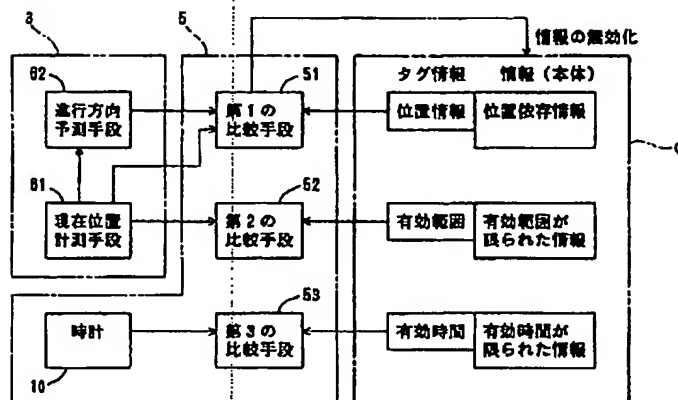 3
5
情報の無効化
62
51
タグ情報 情報（本体）
進行方向
予測手段
第1の
比較手段
位置情報
位置依存情報
61
52
現在位置
計測手段
第2の
比較手段
有効範囲
有効範囲が
限られた情報
53
時計
第3の
比較手段
有効時間
有効時間が
限られた情報
10